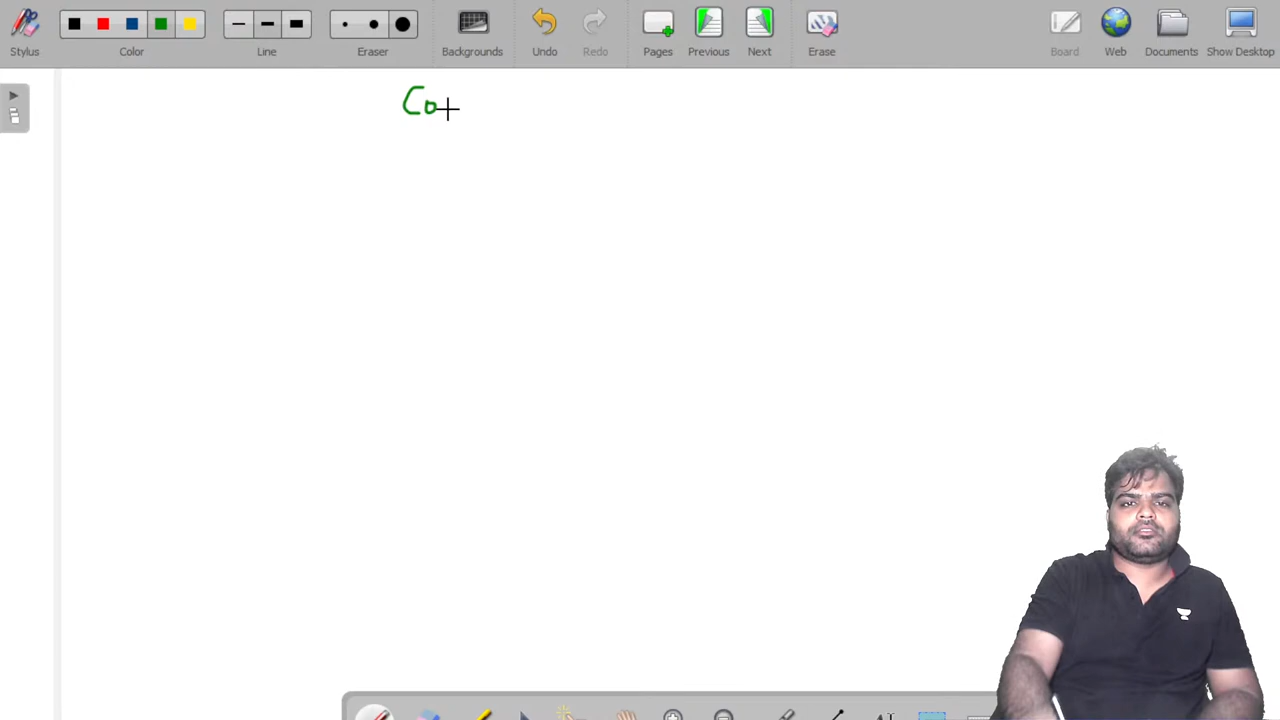 Stylus
Color
Line
Eraser
Backgrounds
Undo
Redo
Pages
Previous
Next
Erase
Board
Web
Documents
Show Desktop
Co